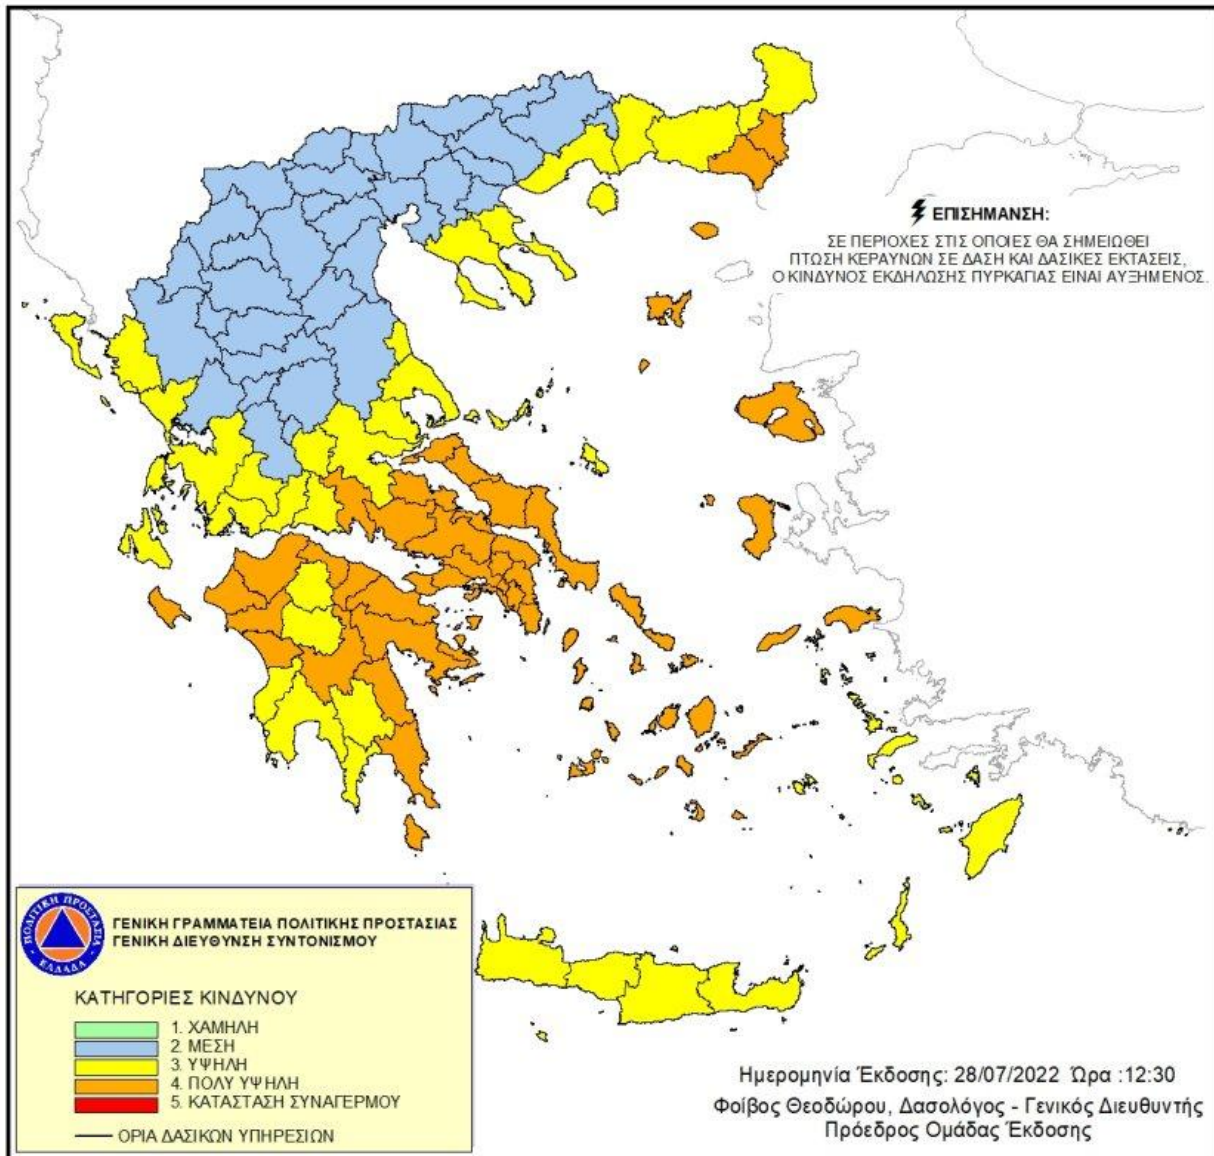 ΕΠΙΣΗΜΑΝΣΗ:
ΣΕ ΠΕΡΙΟΧΕΣ ΣΤΙΣ ΟΠΟΙΕΣ ΘΑ ΣΗΜΕΙΩΘΕΙ
ΠΤΩΣΗ ΚΕΡΑΥΝΩΝ ΣΕ ΔΑΣΗ ΚΑΙ ΔΑΣΙΚΕΣ ΕΚΤΑΣΕΙΣ,
Ο ΚΙΝΔΥΝΟΣ ΕΚΔΗΛΩΣΗΣ ΠΥΡΚΑΓΙΑΣ ΕΙΝΑΙ ΑΥΞΗΜΕΝΟΣ.
ΠΟΛΙΤΙΚΗ ΠΡΟΣΤΑΣΙΑ
ΕΛΛΑΔΑ
ΓΕΝΙΚΗ ΓΡΑΜΜΑΤΕΙΑ ΠΟΛΙΤΙΚΗΣ ΠΡΟΣΤΑΣΙΑΣ
ΓΕΝΙΚΗ ΔΙΕΥΘΥΝΣΗ ΣΥΝΤΟΝΙΣΜΟΥ
ΚΑΤΗΓΟΡΙΕΣ ΚΙΝΔΥΝΟΥ
1. ΧΑΜΗΛΗ
2. ΜΕΣΗ
3. ΥΨΗΛΗ
4. ΠΟΛΥ ΥΨΗΛΗ
5. ΚΑΤΑΣΤΑΣΗ ΣΥΝΑΓΕΡΜΟΥ
ΟΡΙΑ ΔΑΣΙΚΩΝ ΥΠΗΡΕΣΙΩΝ
Ημερομηνία Έκδοσης: 28/07/2022 Ώρα :12:30
Φοίβος Θεοδώρου, Δασολόγος - Γενικός Διευθυντής
Πρόεδρος Ομάδας Έκδοσης